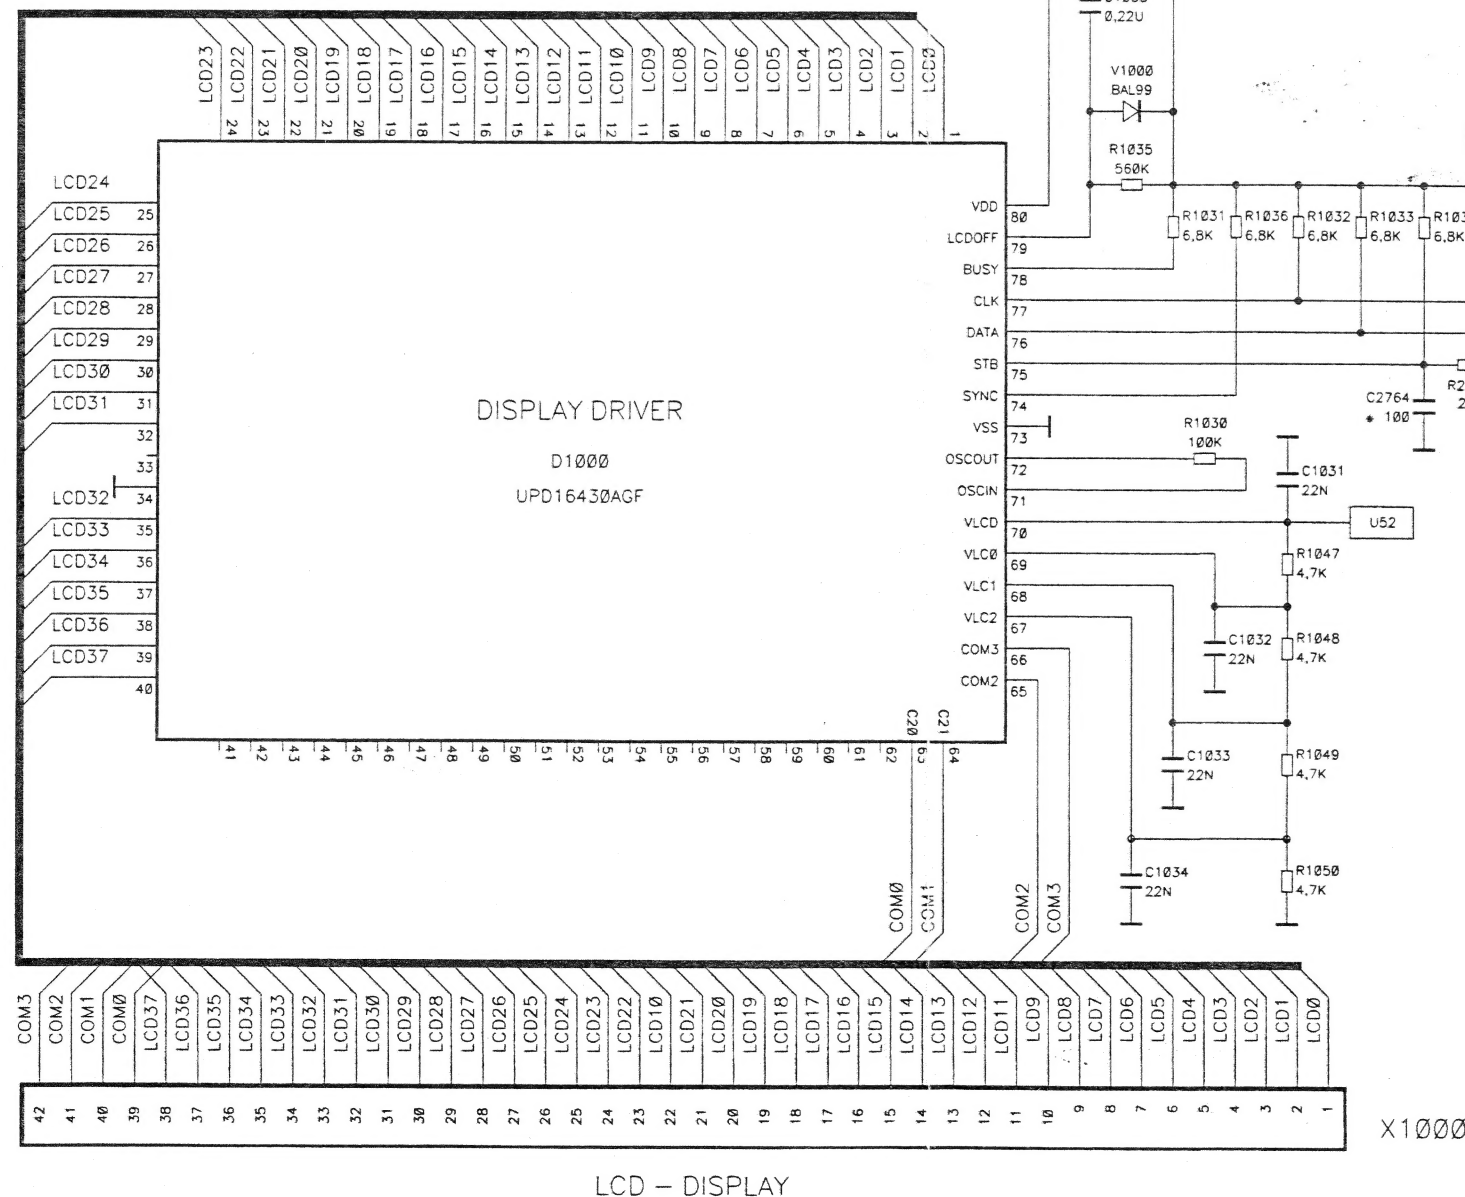 0,22U
LCD23 LCD22 LCD21 LCD20 LCD19 LCD18 LCD17 LCD16 LCD15 LCD14 LCD13 LCD12 LCD11 LCD10 LCD9 LCD8 LCD7 LCD6 LCD5 LCD4 LCD3 LCD2 LCD1 LCD0
24 23 22 21 20 19 18 17 16 15 14 13 12 11 10 9 8 7 6 5 4 3 2 1
V1000
BAL99
R1035
560K
LCD24
LCD25 25
LCD26 26
LCD27 27
LCD28 28
LCD29 29
LCD30 30
LCD31 31
32
33
LCD32 34
LCD33 35
LCD34 36
LCD35 37
LCD36 38
LCD37 39
40
DISPLAY DRIVER
D1000
UPD16430AGF
VDD 80
LCDOFF 79
BUSY 78
CLK 77
DATA 76
STB 75
SYNC 74
VSS 73
OSCOUT 72
OSCIN 71
VLCD 70
VLC0 69
VLC1 68
VLC2 67
COM3 66
COM2 65
R1031 R1036 R1032 R1033
6,8K 6,8K 6,8K 6,8K 6,8K
C2764
* 100
R1030
100K
C1031
22N
U52
R1047
4,7K
C1032
22N
R1048
4,7K
C1033
22N
R1049
4,7K
C1034
22N
R1050
4,7K
C20 C21
41 42 43 44 45 46 47 48 49 50 51 52 53 54 55 56 57 58 59 60 61 62 63 64
COM0 COM1 COM2 COM3
COM3 COM2 COM1 COM0 LCD37 LCD36 LCD35 LCD34 LCD33 LCD32 LCD31 LCD30 LCD29 LCD28 LCD27 LCD26 LCD25 LCD24 LCD23 LCD22 LCD10 LCD21 LCD20 LCD19 LCD18 LCD17 LCD16 LCD15 LCD14 LCD13 LCD12 LCD11 LCD9 LCD8 LCD7 LCD6 LCD5 LCD4 LCD3 LCD2 LCD1 LCD0
42 41 40 39 38 37 36 35 34 33 32 31 30 29 28 27 26 25 24 23 22 21 20 19 18 17 16 15 14 13 12 11 10 9 8 7 6 5 4 3 2 1
X1000
LCD – DISPLAY